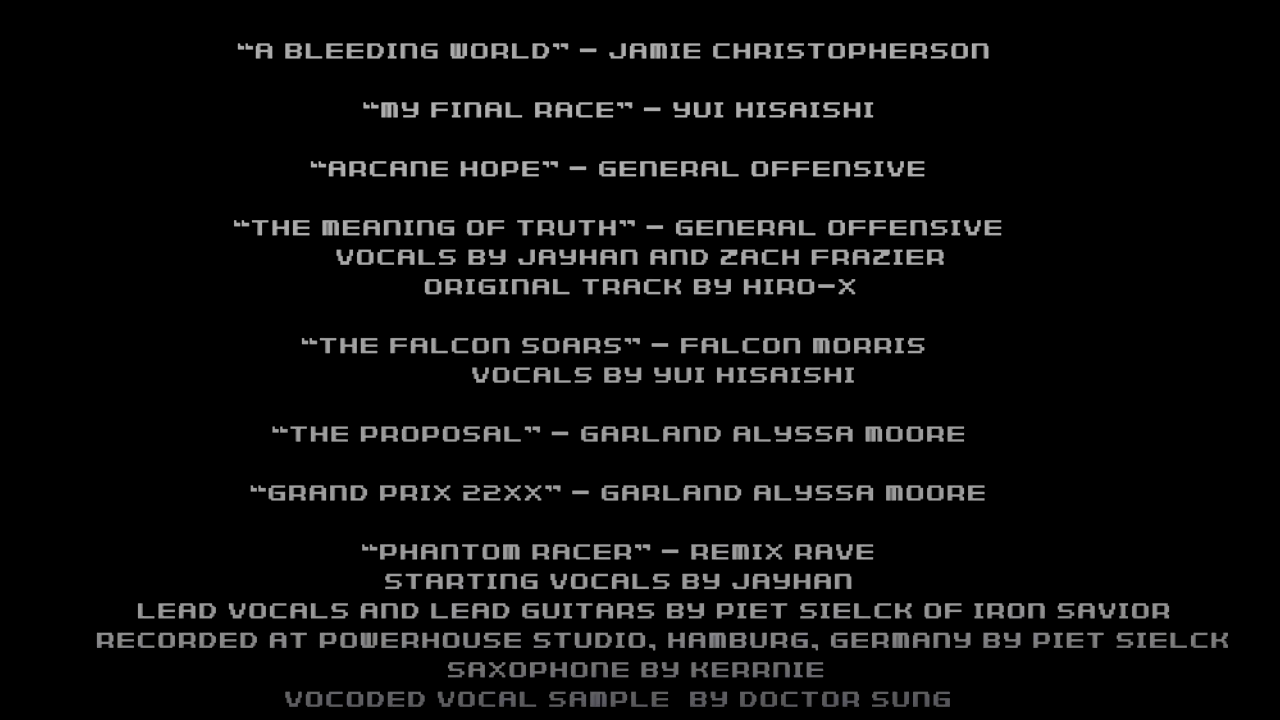 “A BLEEDING WORLD” – JAMIE CHRISTOPHERSON
“MY FINAL RACE” – YUI HISAISHI
“ARCANE HOPE” – GENERAL OFFENSIVE
“THE MEANING OF TRUTH” – GENERAL OFFENSIVE
VOCALS BY JAYHAN AND ZACH FRAZIER
ORIGINAL TRACK BY HIRO-X
“THE FALCON SOARS” – FALCON MORRIS
VOCALS BY YUI HISAISHI
“THE PROPOSAL” – GARLAND ALYSSA MOORE
“GRAND PRIX 22XX” – GARLAND ALYSSA MOORE
“PHANTOM RACER” – REMIX RAVE
STARTING VOCALS BY JAYHAN
LEAD VOCALS AND LEAD GUITARS BY PIET SIELCK OF IRON SAVIOR
RECORDED AT POWERHOUSE STUDIO, HAMBURG, GERMANY BY PIET SIELCK
SAXOPHONE BY KERRNIE
VOCODED VOCAL SAMPLE BY DOCTOR SUNG